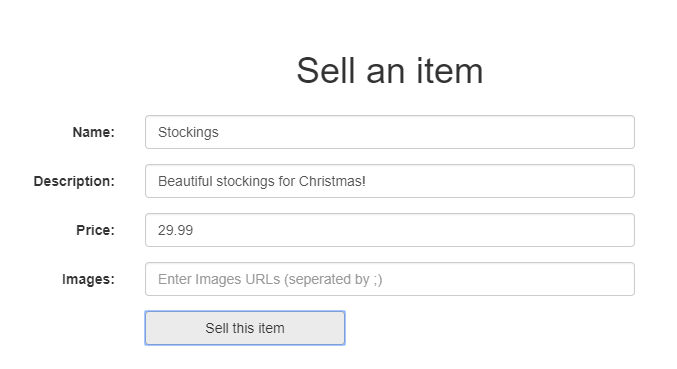 Sell an item
Name: Stockings
Description: Beautiful stockings for Christmas!
Price: 29.99
Images: Enter Images URLs (seperated by ;)
Sell this item